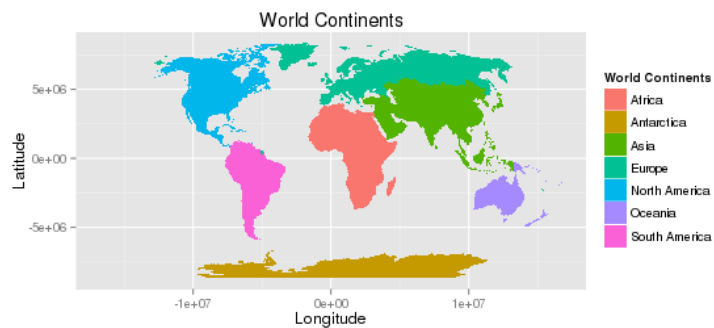 World Continents
5e+06
0e+00
-5e+06
Latitude
-1e+07
0e+00
1e+07
Longitude
World Continents
Africa
Antarctica
Asia
Europe
North America
Oceania
South America